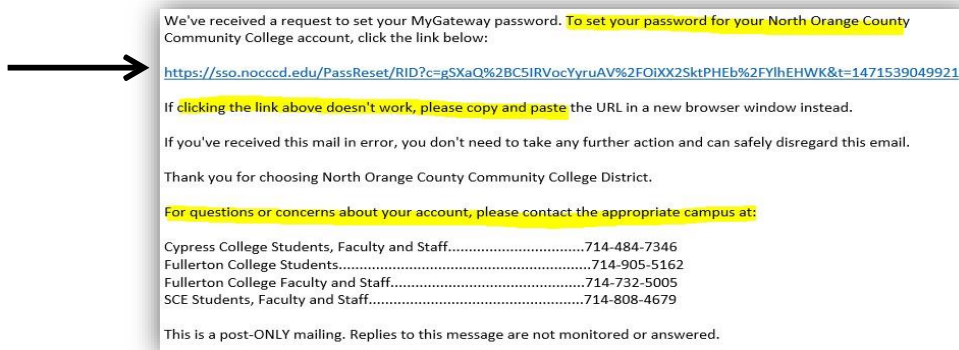 We've received a request to set your MyGateway password. To set your password for your North Orange County
Community College account, click the link below:
https://sso.nocccd.edu/PassReset/RID?c=gSXaQ%2BC5IRVocYyruAV%2FOiXX2SktPHEb%2FYlhEHWK&t=1471539049921
If clicking the link above doesn't work, please copy and paste the URL in a new browser window instead.
If you've received this mail in error, you don't need to take any further action and can safely disregard this email.
Thank you for choosing North Orange County Community College District.
For questions or concerns about your account, please contact the appropriate campus at:
Cypress College Students, Faculty and Staff.................................714-484-7346
Fullerton College Students.............................................................714-905-5162
Fullerton College Faculty and Staff...............................................714-732-5005
SCE Students, Faculty and Staff....................................................714-808-4679
This is a post-ONLY mailing. Replies to this message are not monitored or answered.